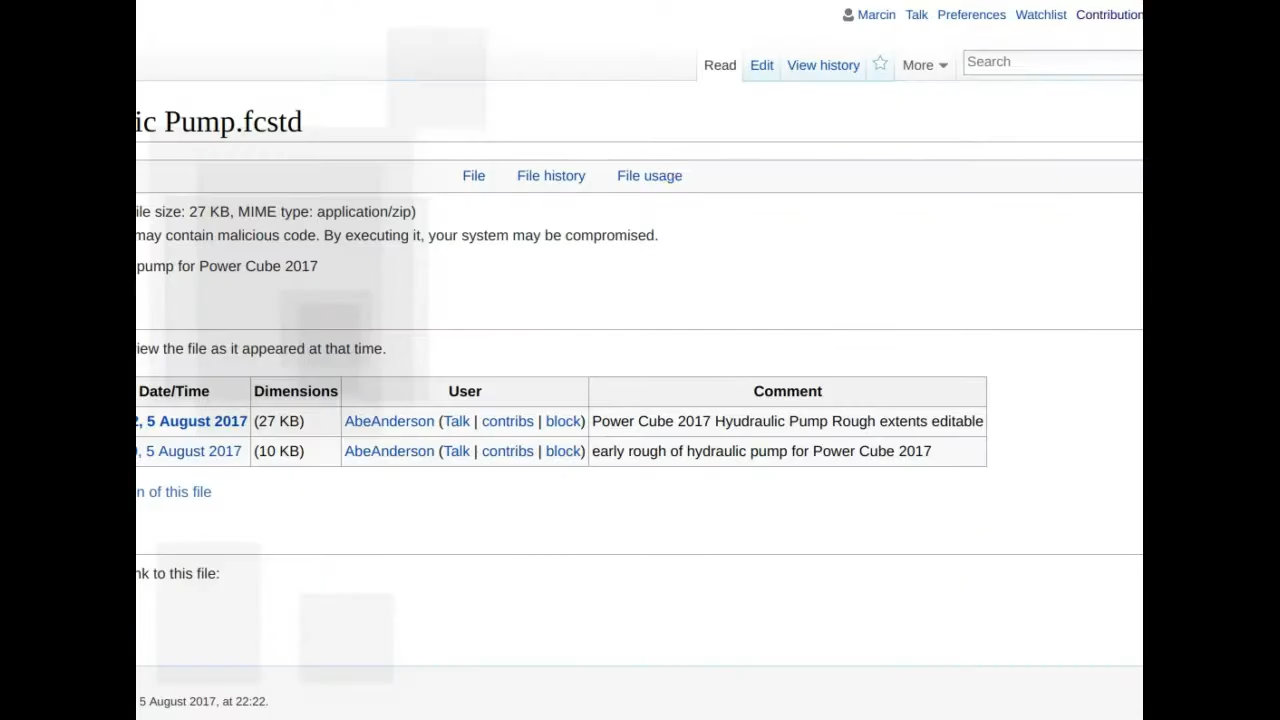 Marcin Talk Preferences Watchlist Contribution
Read Edit View history More Search
ic Pump.fcstd
File File history File usage
ile size: 27 KB, MIME type: application/zip)
may contain malicious code. By executing it, your system may be compromised.
pump for Power Cube 2017
iew the file as it appeared at that time.
Date/Time Dimensions User Comment
, 5 August 2017 (27 KB) AbeAnderson (Talk | contribs | block) Power Cube 2017 Hyudraulic Pump Rough extents editable
, 5 August 2017 (10 KB) AbeAnderson (Talk | contribs | block) early rough of hydraulic pump for Power Cube 2017
n of this file
nk to this file:
5 August 2017, at 22:22.